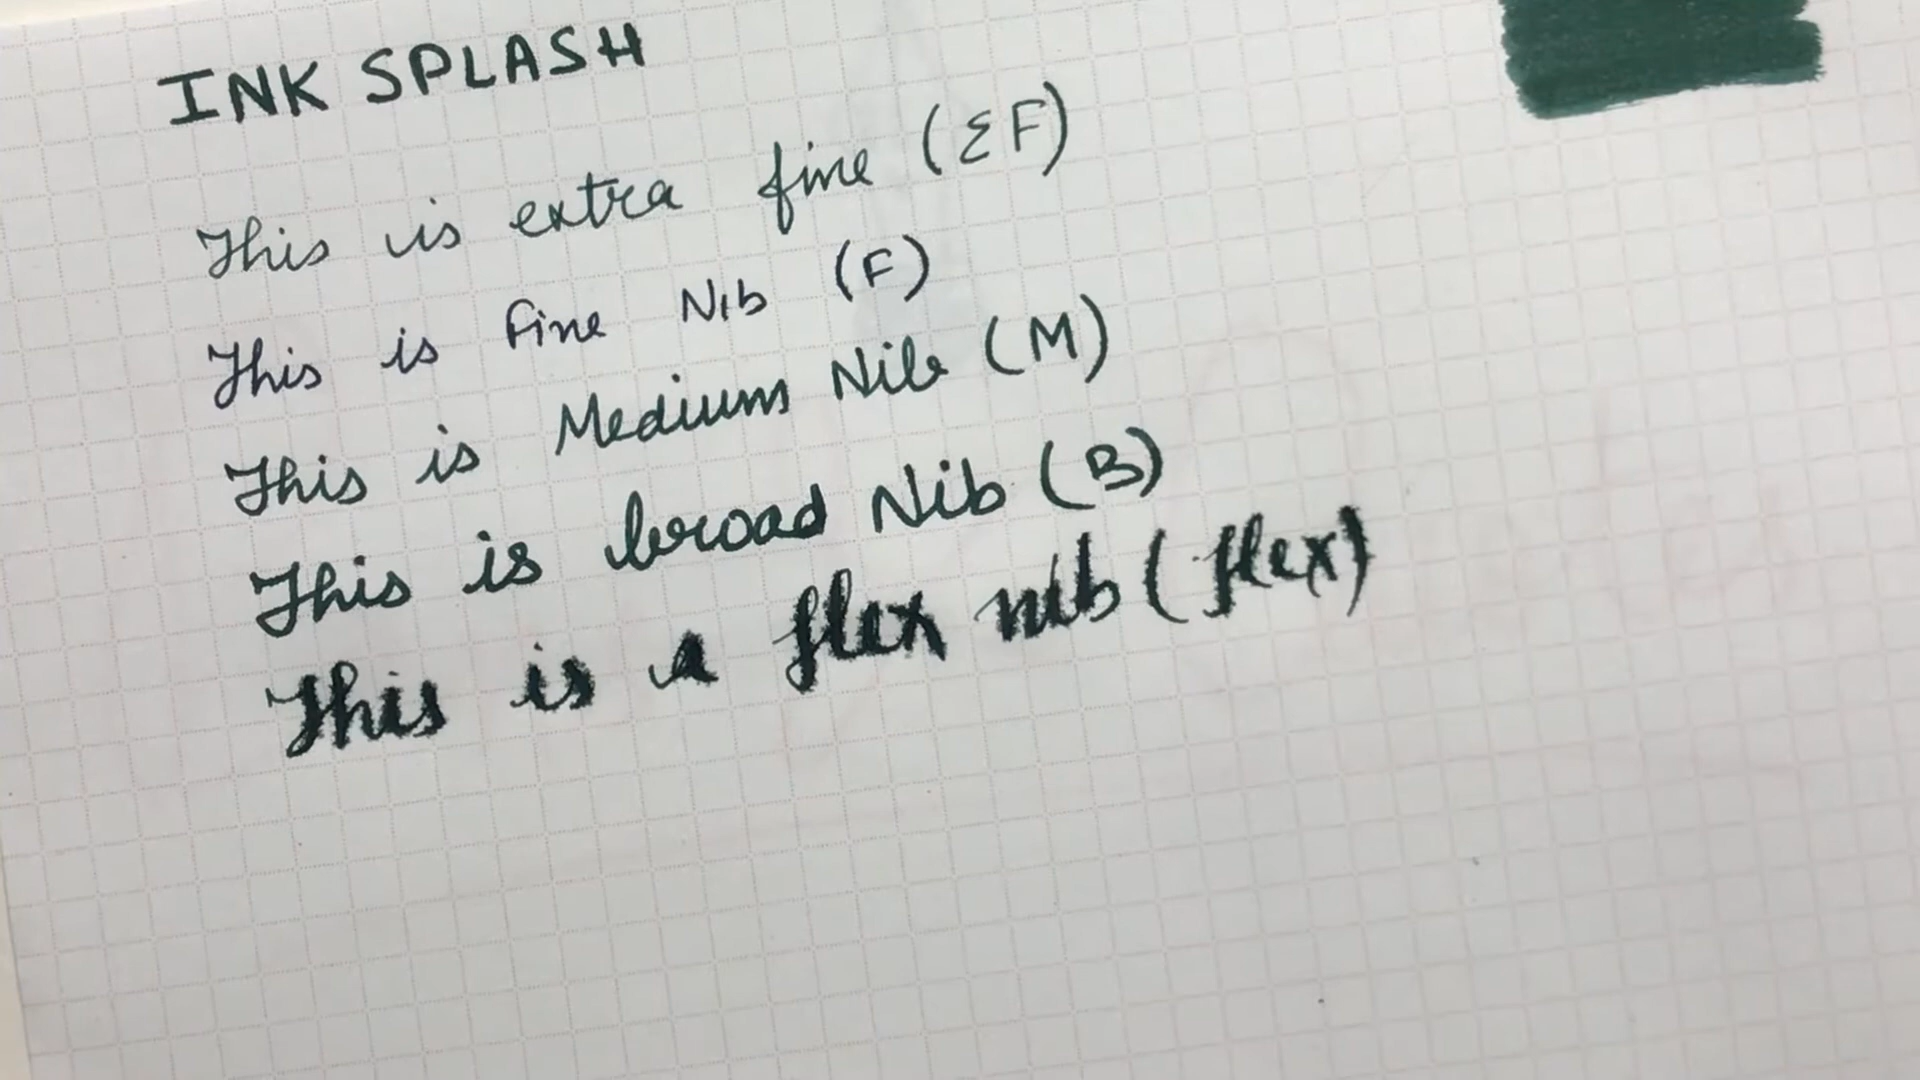 INK SPLASH
This is extra fine (EF)
This is fine Nib (F)
This is Medium Nib (M)
This is broad Nib (B)
This is a flex nib (flex)